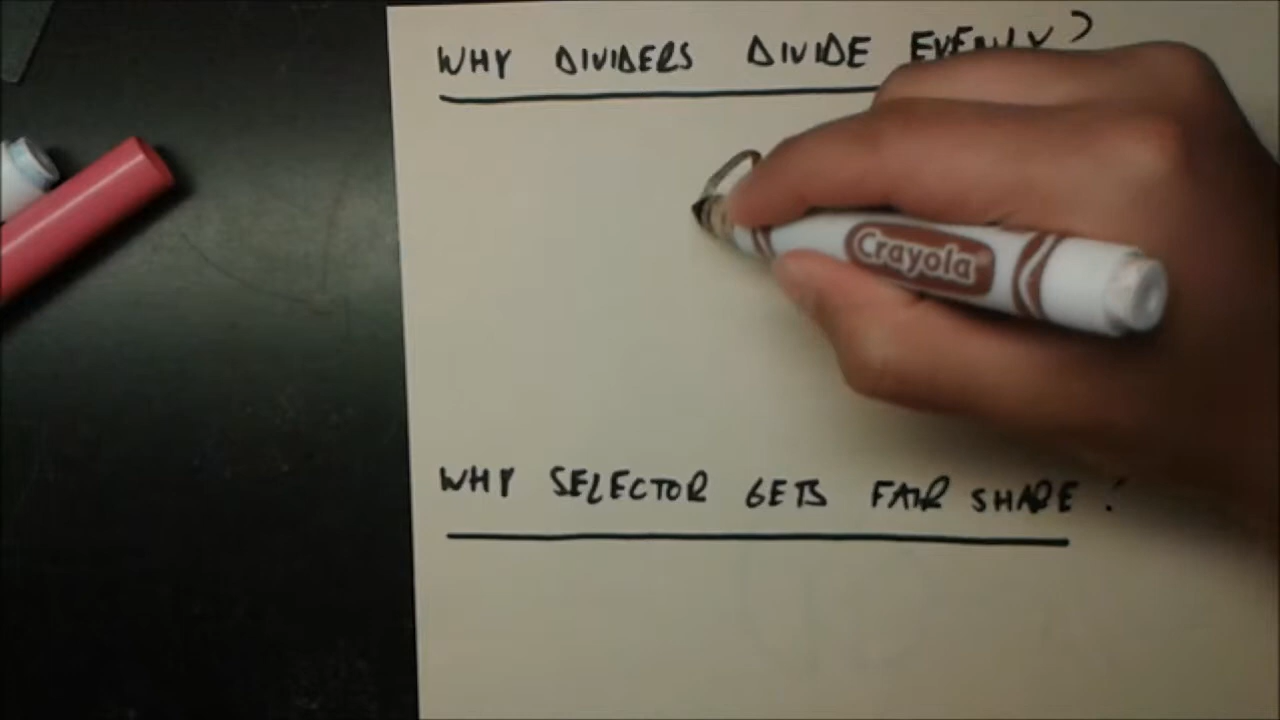 WHY DIVIDERS DIVIDE EVENLY?
Crayola
WHY SELECTOR GETS FAIR SHARE?